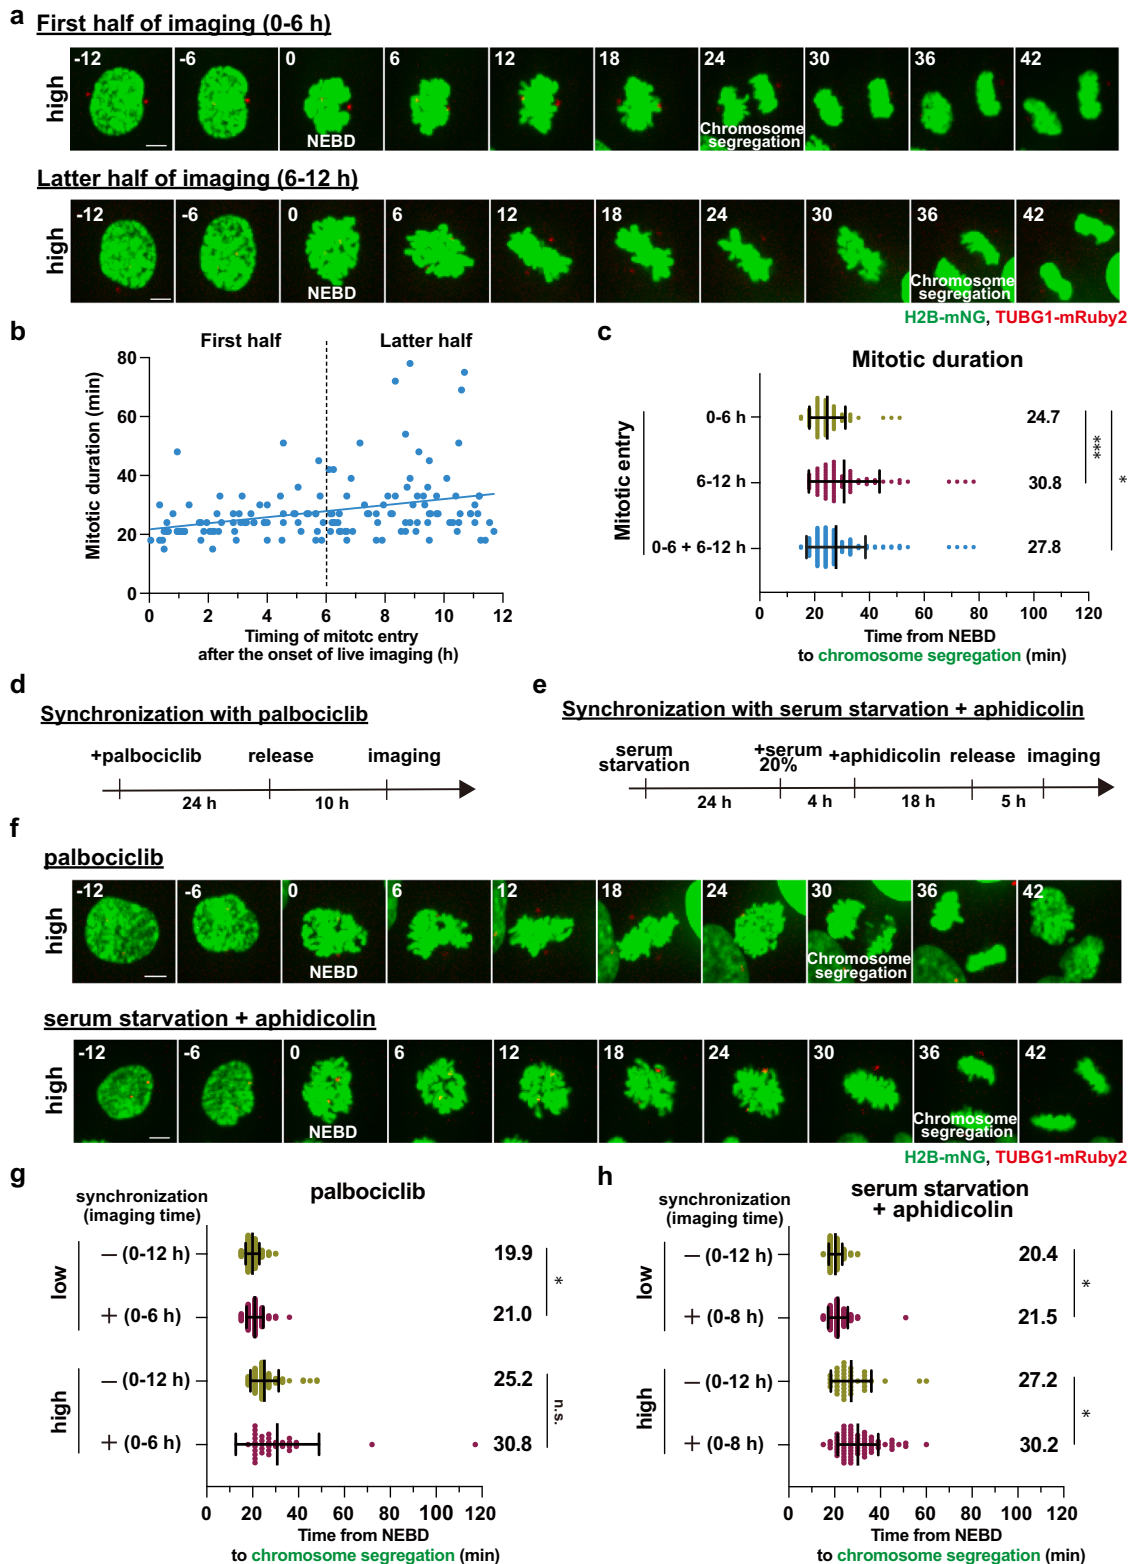 a First half of imaging (0-6 h)
high -12 -6 0 6 12 18 24 30 36 42
NEBD
Chromosome
segregation
Latter half of imaging (6-12 h)
high -12 -6 0 6 12 18 24 30 36 42
NEBD
Chromosome
segregation
H2B-mNG, TUBG1-mRuby2
b
First half Latter half
Mitotic duration (min)
80
60
40
20
0
0 2 4 6 8 10 12
Timing of mitotc entry
after the onset of live imaging (h)
c
Mitotic duration
Mitotic entry
0-6 h 24.7
6-12 h 30.8
0-6 + 6-12 h 27.8
***
*
0 20 40 60 80 100 120
Time from NEBD
to chromosome segregation (min)
d
Synchronization with palbociclib
+palbociclib release imaging
24 h 10 h
e
Synchronization with serum starvation + aphidicolin
serum
starvation
+serum
20%
+aphidicolin release imaging
24 h 4 h 18 h 5 h
f
palbociclib
high -12 -6 0 6 12 18 24 30 36 42
NEBD
Chromosome
segregation
serum starvation + aphidicolin
high -12 -6 0 6 12 18 24 30 36 42
NEBD
Chromosome
segregation
H2B-mNG, TUBG1-mRuby2
g
synchronization
(imaging time)
palbociclib
low
− (0-12 h) 19.9
+ (0-6 h) 21.0
*
high
− (0-12 h) 25.2
+ (0-6 h) 30.8
n.s.
0 20 40 60 80 100 120
Time from NEBD
to chromosome segregation (min)
h
synchronization
(imaging time)
serum starvation
+ aphidicolin
low
− (0-12 h) 20.4
+ (0-8 h) 21.5
*
high
− (0-12 h) 27.2
+ (0-8 h) 30.2
*
0 20 40 60 80 100 120
Time from NEBD
to chromosome segregation (min)